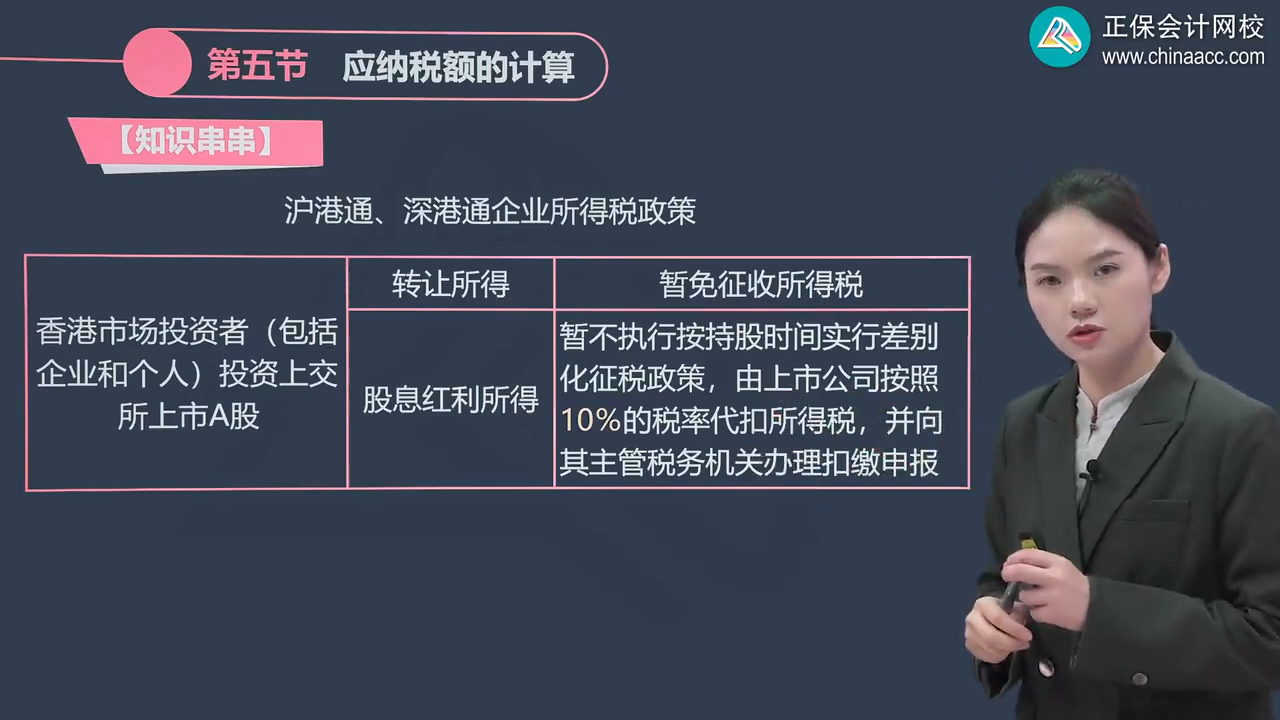 正保会计网校
www.chinaacc.com
第五节 应纳税额的计算
【知识串串】
沪港通、深港通企业所得税政策
香港市场投资者（包括
企业和个人）投资上交
所上市A股
转让所得
暂免征收所得税
股息红利所得
暂不执行按持股时间实行差别
化征税政策，由上市公司按照
10%的税率代扣所得税，并向
其主管税务机关办理扣缴申报